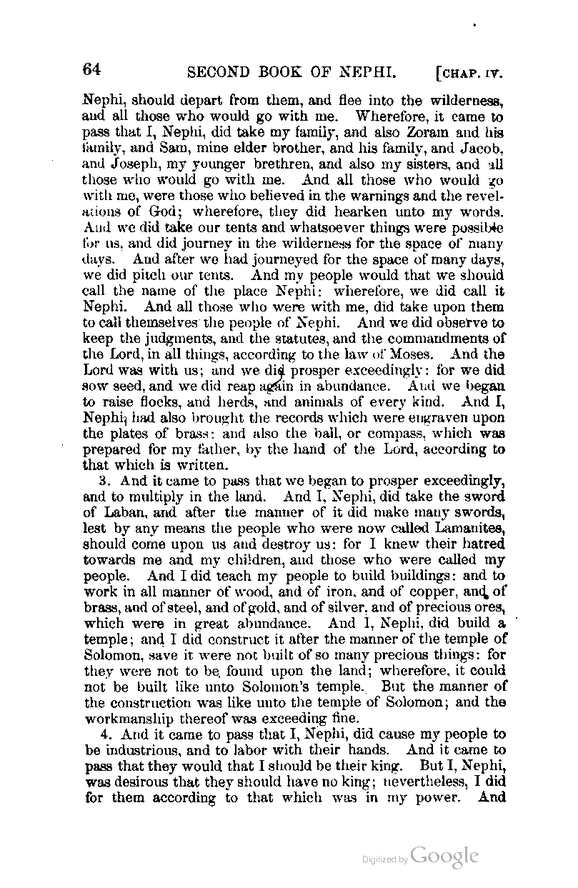 64 SECOND BOOK OF NEPHI. [CHAP. IV.
Nephi, should depart from them, and flee into the wilderness,
and all those who would go with me. Wherefore, it came to
pass that I, Nephi, did take my family, and also Zoram and his
family, and Sam, mine elder brother, and his family, and Jacob,
and Joseph, my younger brethren, and also my sisters, and all
those who would go with me. And all those who would go
with me, were those who believed in the warnings and the revel-
ations of God; wherefore, they did hearken unto my words.
And we did take our tents and whatsoever things were possible
for us, and did journey in the wilderness for the space of many
days. And after we had journeyed for the space of many days,
we did pitch our tents. And my people would that we should
call the name of the place Nephi: wherefore, we did call it
Nephi. And all those who were with me, did take upon them
to call themselves the people of Nephi. And we did observe to
keep the judgments, and the statutes, and the commandments of
the Lord, in all things, according to the law of Moses. And the
Lord was with us; and we did prosper exceedingly: for we did
sow seed, and we did reap again in abundance. And we began
to raise flocks, and herds, and animals of every kind. And I,
Nephi, had also brought the records which were engraven upon
the plates of brass: and also the ball, or compass, which was
prepared for my father, by the hand of the Lord, according to
that which is written.
3. And it came to pass that we began to prosper exceedingly,
and to multiply in the land. And I, Nephi, did take the sword
of Laban, and after the manner of it did make many swords,
lest by any means the people who were now called Lamanites,
should come upon us and destroy us: for I knew their hatred
towards me and my children, and those who were called my
people. And I did teach my people to build buildings: and to
work in all manner of wood, and of iron, and of copper, and of
brass, and of steel, and of gold, and of silver, and of precious ores,
which were in great abundance. And I, Nephi, did build a
temple; and I did construct it after the manner of the temple of
Solomon, save it were not built of so many precious things: for
they were not to be found upon the land; wherefore, it could
not be built like unto Solomon's temple. But the manner of
the construction was like unto the temple of Solomon; and the
workmanship thereof was exceeding fine.
4. And it came to pass that I, Nephi, did cause my people to
be industrious, and to labor with their hands. And it came to
pass that they would that I should be their king. But I, Nephi,
was desirous that they should have no king; nevertheless, I did
for them according to that which was in my power. And
Digitized by Google